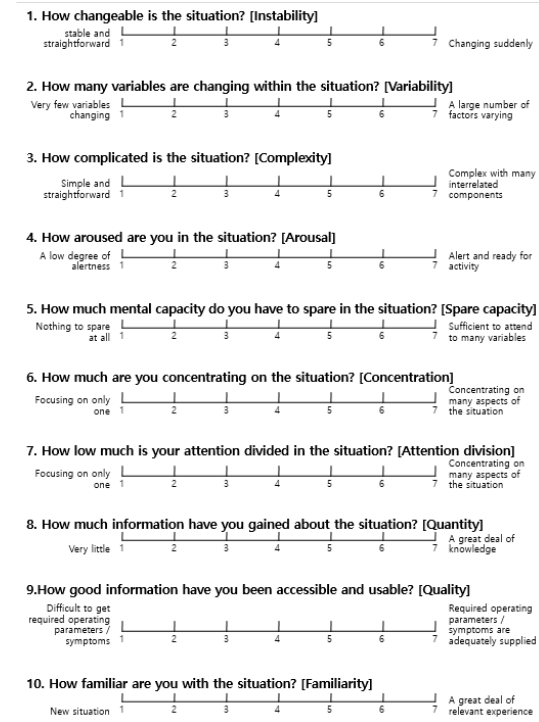 1. How changeable is the situation? [Instability]
stable and
straightforward 1 2 3 4 5 6 7 Changing suddenly
2. How many variables are changing within the situation? [Variability]
Very few variables A large number of
changing 1 2 3 4 5 6 7 factors varying
3. How complicated is the situation? [Complexity]
Complex with many
Simple and interrelated
straightforward 1 2 3 4 5 6 7 components
4. How aroused are you in the situation? [Arousal]
A low degree of Alert and ready for
alertness 1 2 3 4 5 6 7 activity
5. How much mental capacity do you have to spare in the situation? [Spare capacity]
Nothing to spare Sufficient to attend
at all 1 2 3 4 5 6 7 to many variables
6. How much are you concentrating on the situation? [Concentration]
Concentrating on
Focusing on only many aspects of
one 1 2 3 4 5 6 7 the situation
7. How low much is your attention divided in the situation? [Attention division]
Concentrating on
Focusing on only many aspects of
one 1 2 3 4 5 6 7 the situation
8. How much information have you gained about the situation? [Quantity]
A great deal of
Very little 1 2 3 4 5 6 7 knowledge
9.How good information have you been accessible and usable? [Quality]
Difficult to get Required operating
required operating parameters /
parameters / symptoms are
symptoms 1 2 3 4 5 6 7 adequately supplied
10. How familiar are you with the situation? [Familiarity]
A great deal of
New situation 1 2 3 4 5 6 7 relevant experience